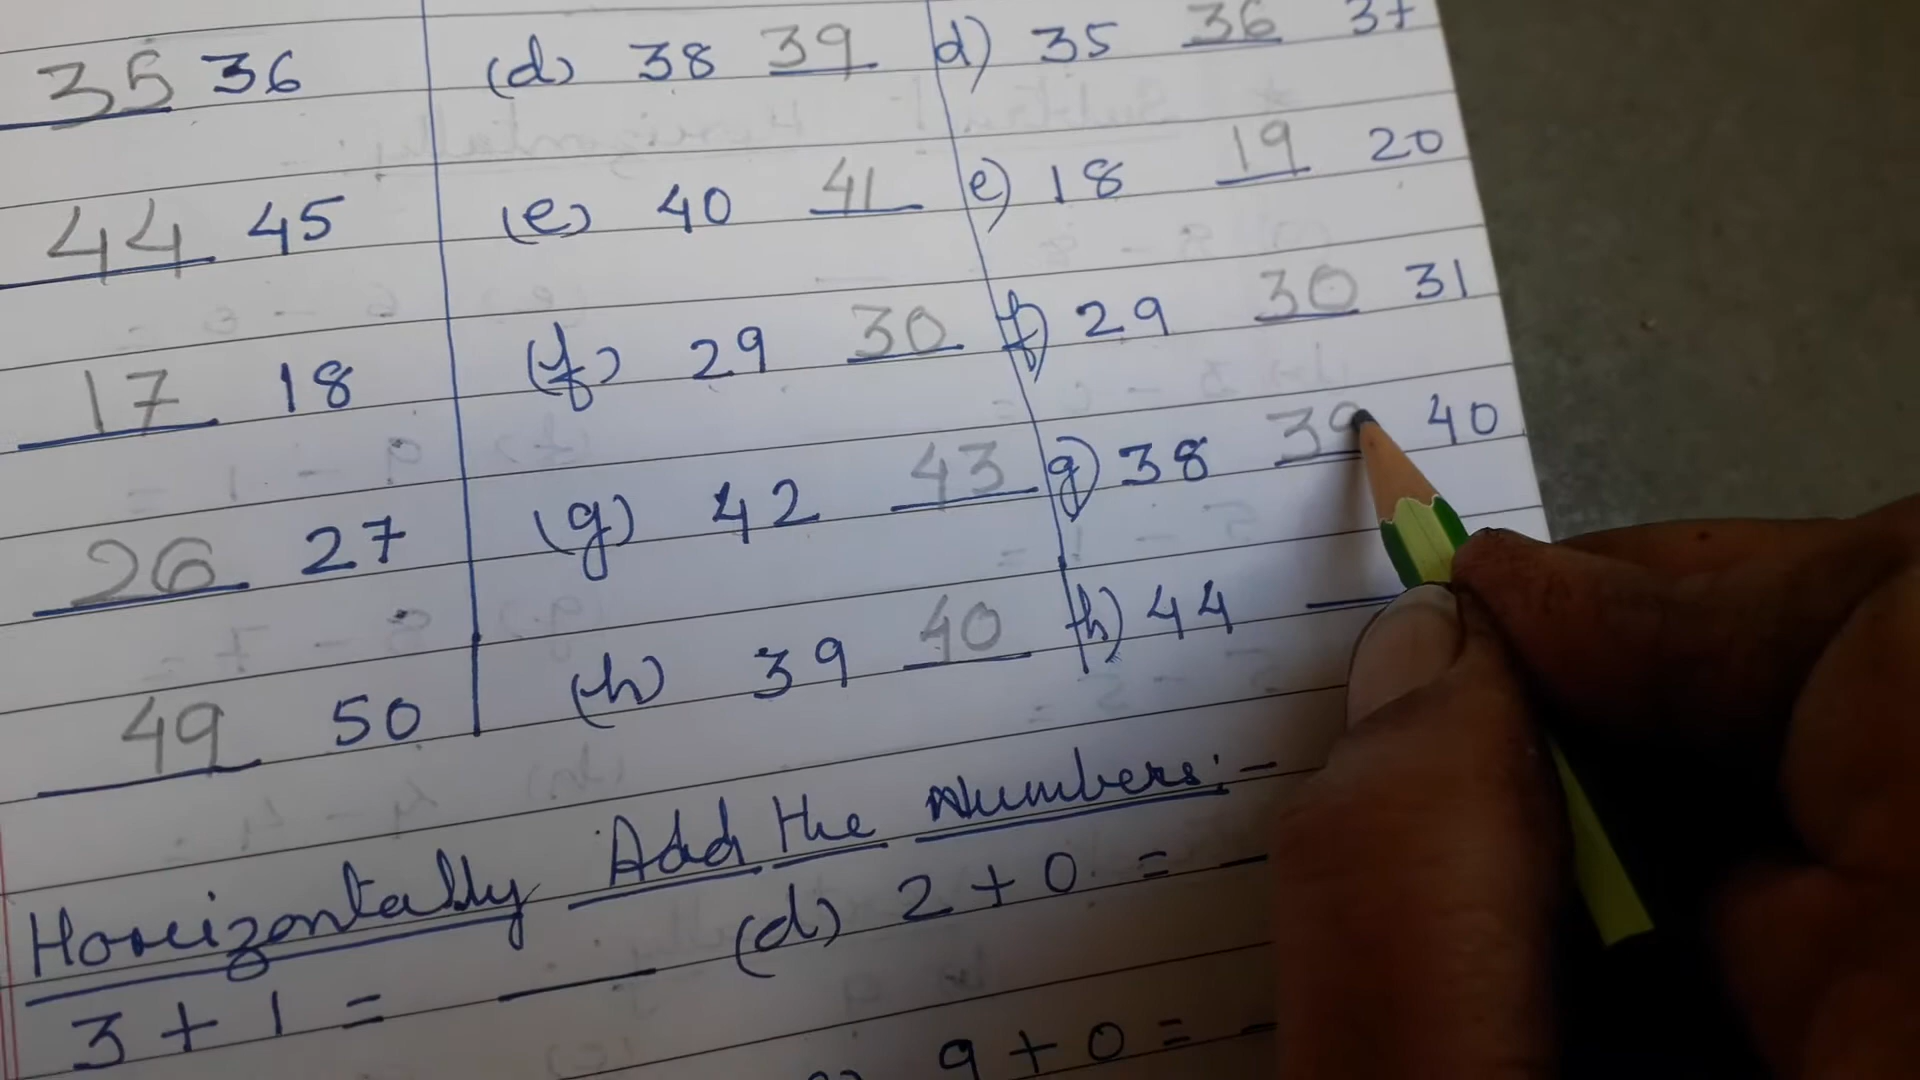 35 36 (d) 38 39 d) 35 36 37
44 45 (e) 40 41 e) 18 19 20
17 18 (f) 29 30 f) 29 30 31
26 27 (g) 42 43 g) 38 39 40
49 50 (h) 39 40 h) 44
Horizontally Add the Numbers:-
3 + 1 = (d) 2 + 0 =
9 + 0 =